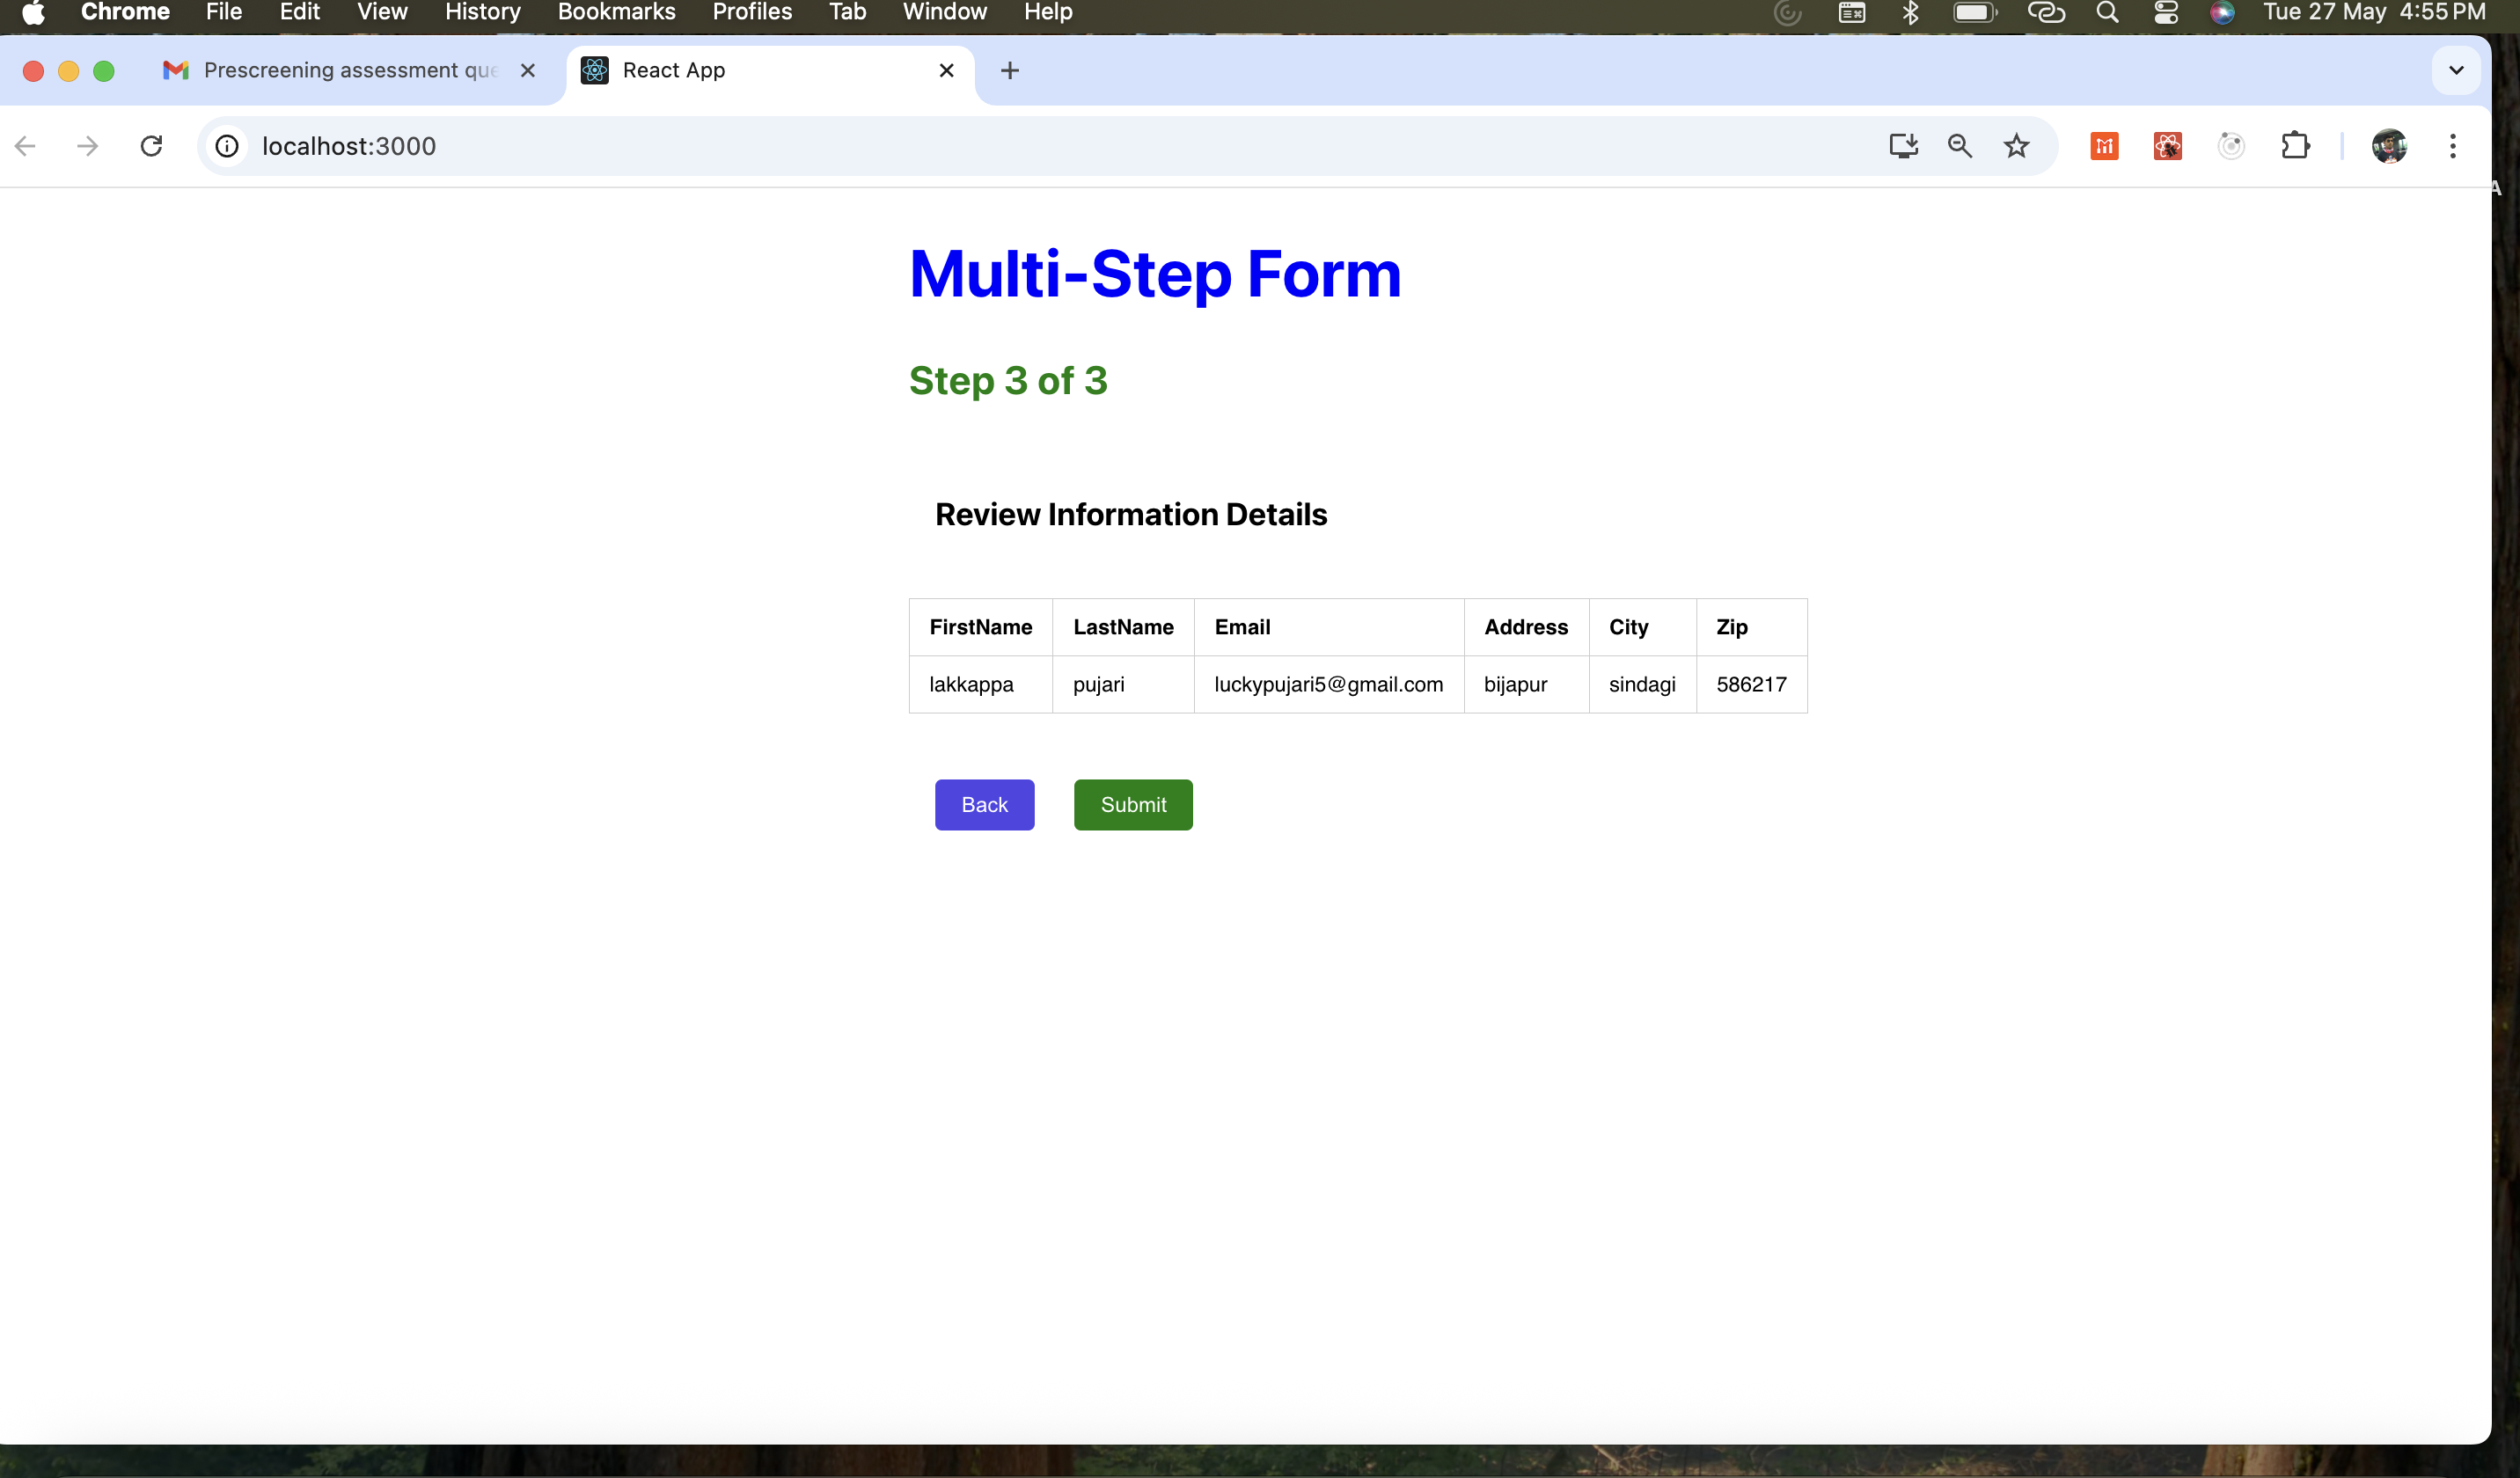 Chrome File Edit View History Bookmarks Profiles Tab Window Help Tue 27 May 4:55 PM
Prescreening assessment que React App
localhost:3000
Multi-Step Form
Step 3 of 3
Review Information Details
FirstName LastName Email Address City Zip
lakkappa pujari luckypujari5@gmail.com bijapur sindagi 586217
Back Submit